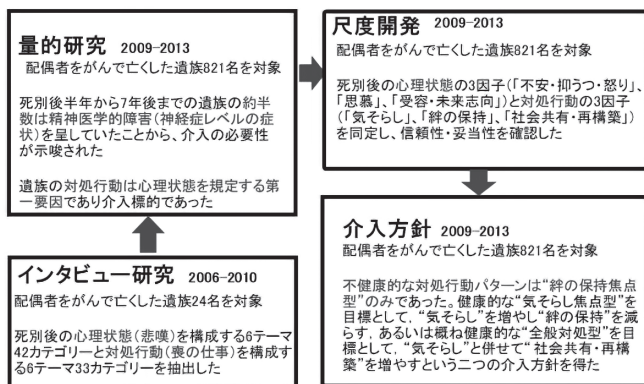 量的研究 2009-2013
配偶者をがんで亡くした遺族821名を対象
死別後半年から7年後までの遺族の約半
数は精神医学的障害（神経症レベルの症
状）を呈していたことから、介入の必要性
が示唆された
遺族の対処行動は心理状態を規定する第
一要因であり介入標的であった
尺度開発 2009-2013
配偶者をがんで亡くした遺族821名を対象
死別後の心理状態の3因子（「不安・抑うつ・怒り」、
「思慕」、「受容・未来志向」）と対処行動の3因子
（「気そらし」、「絆の保持」、「社会共有・再構築」）
を同定し、信頼性・妥当性を確認した
インタビュー研究 2006-2010
配偶者をがんで亡くした遺族24名を対象
死別後の心理状態（悲嘆）を構成する6テーマ
42カテゴリーと対処行動（喪の仕事）を構成す
る6テーマ33カテゴリーを抽出した
介入方針 2009-2013
配偶者をがんで亡くした遺族821名を対象
不健康的な対処行動パターンは“絆の保持焦点
型”のみであった。健康的な“気そらし焦点型”を
目標として、“気そらし”を増やし“絆の保持”を減
らす、あるいは概ね健康的な“全般対処型”を目
標として、“気そらし”と併せて“社会共有・再構
築”を増やすという二つの介入方針を得た